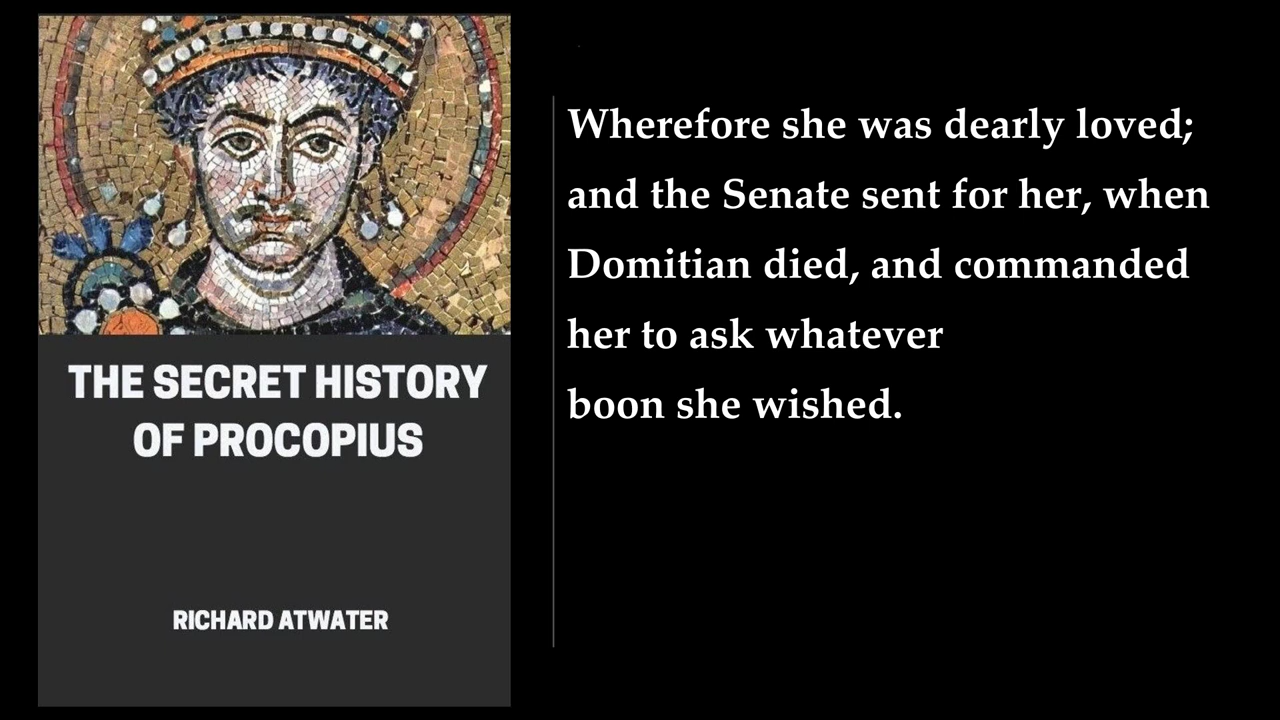 THE SECRET HISTORY
OF PROCOPIUS
RICHARD ATWATER
Wherefore she was dearly loved;
and the Senate sent for her, when
Domitian died, and commanded
her to ask whatever
boon she wished.